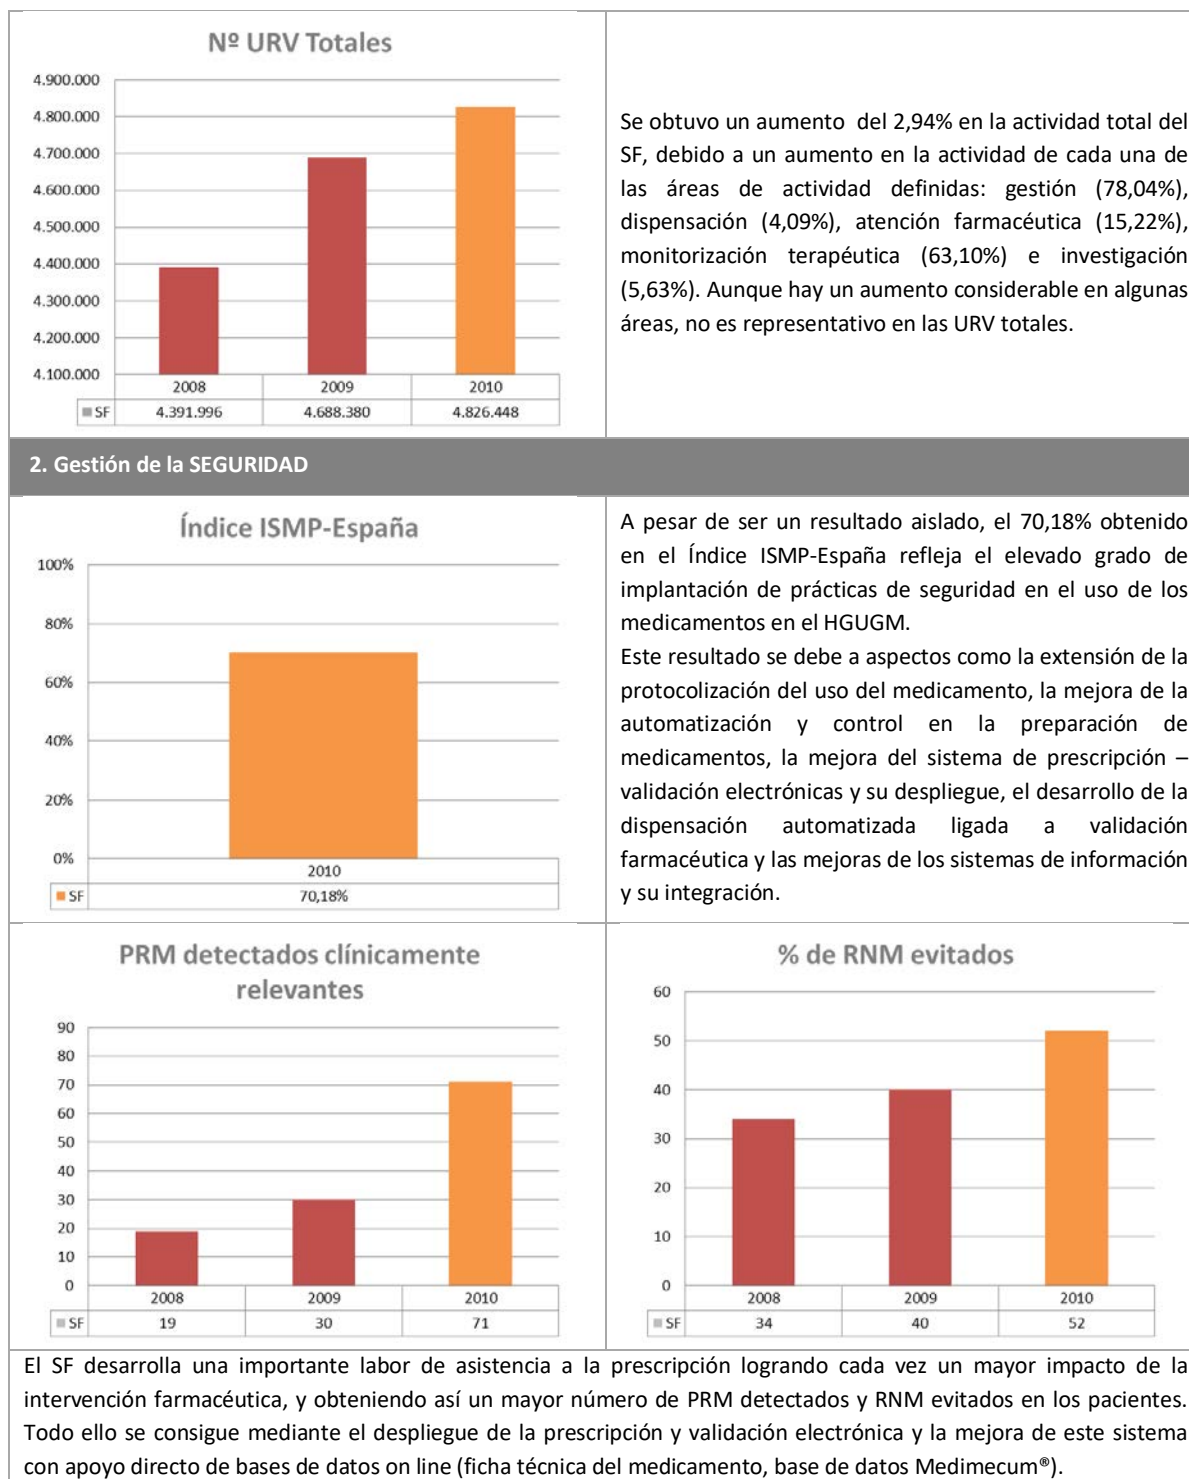 Nº URV Totales
4.900.000
4.800.000
4.700.000
4.600.000
4.500.000
4.400.000
4.300.000
4.200.000
4.100.000
2008 2009 2010
SF 4.391.996 4.688.380 4.826.448
Se obtuvo un aumento del 2,94% en la actividad total del
SF, debido a un aumento en la actividad de cada una de
las áreas de actividad definidas: gestión (78,04%),
dispensación (4,09%), atención farmacéutica (15,22%),
monitorización terapéutica (63,10%) e investigación
(5,63%). Aunque hay un aumento considerable en algunas
áreas, no es representativo en las URV totales.
2. Gestión de la SEGURIDAD
Índice ISMP-España
100%
80%
60%
40%
20%
0%
2010
SF 70,18%
A pesar de ser un resultado aislado, el 70,18% obtenido
en el Índice ISMP-España refleja el elevado grado de
implantación de prácticas de seguridad en el uso de los
medicamentos en el HGUGM.
Este resultado se debe a aspectos como la extensión de la
protocolización del uso del medicamento, la mejora de la
automatización y control en la preparación de
medicamentos, la mejora del sistema de prescripción –
validación electrónicas y su despliegue, el desarrollo de la
dispensación automatizada ligada a validación
farmacéutica y las mejoras de los sistemas de información
y su integración.
PRM detectados clínicamente
relevantes
90
80
70
60
50
40
30
20
10
0
2008 2009 2010
SF 19 30 71
% de RNM evitados
60
50
40
30
20
10
0
2008 2009 2010
SF 34 40 52
El SF desarrolla una importante labor de asistencia a la prescripción logrando cada vez un mayor impacto de la
intervención farmacéutica, y obteniendo así un mayor número de PRM detectados y RNM evitados en los pacientes.
Todo ello se consigue mediante el despliegue de la prescripción y validación electrónica y la mejora de este sistema
con apoyo directo de bases de datos on line (ficha técnica del medicamento, base de datos Medimecum®).